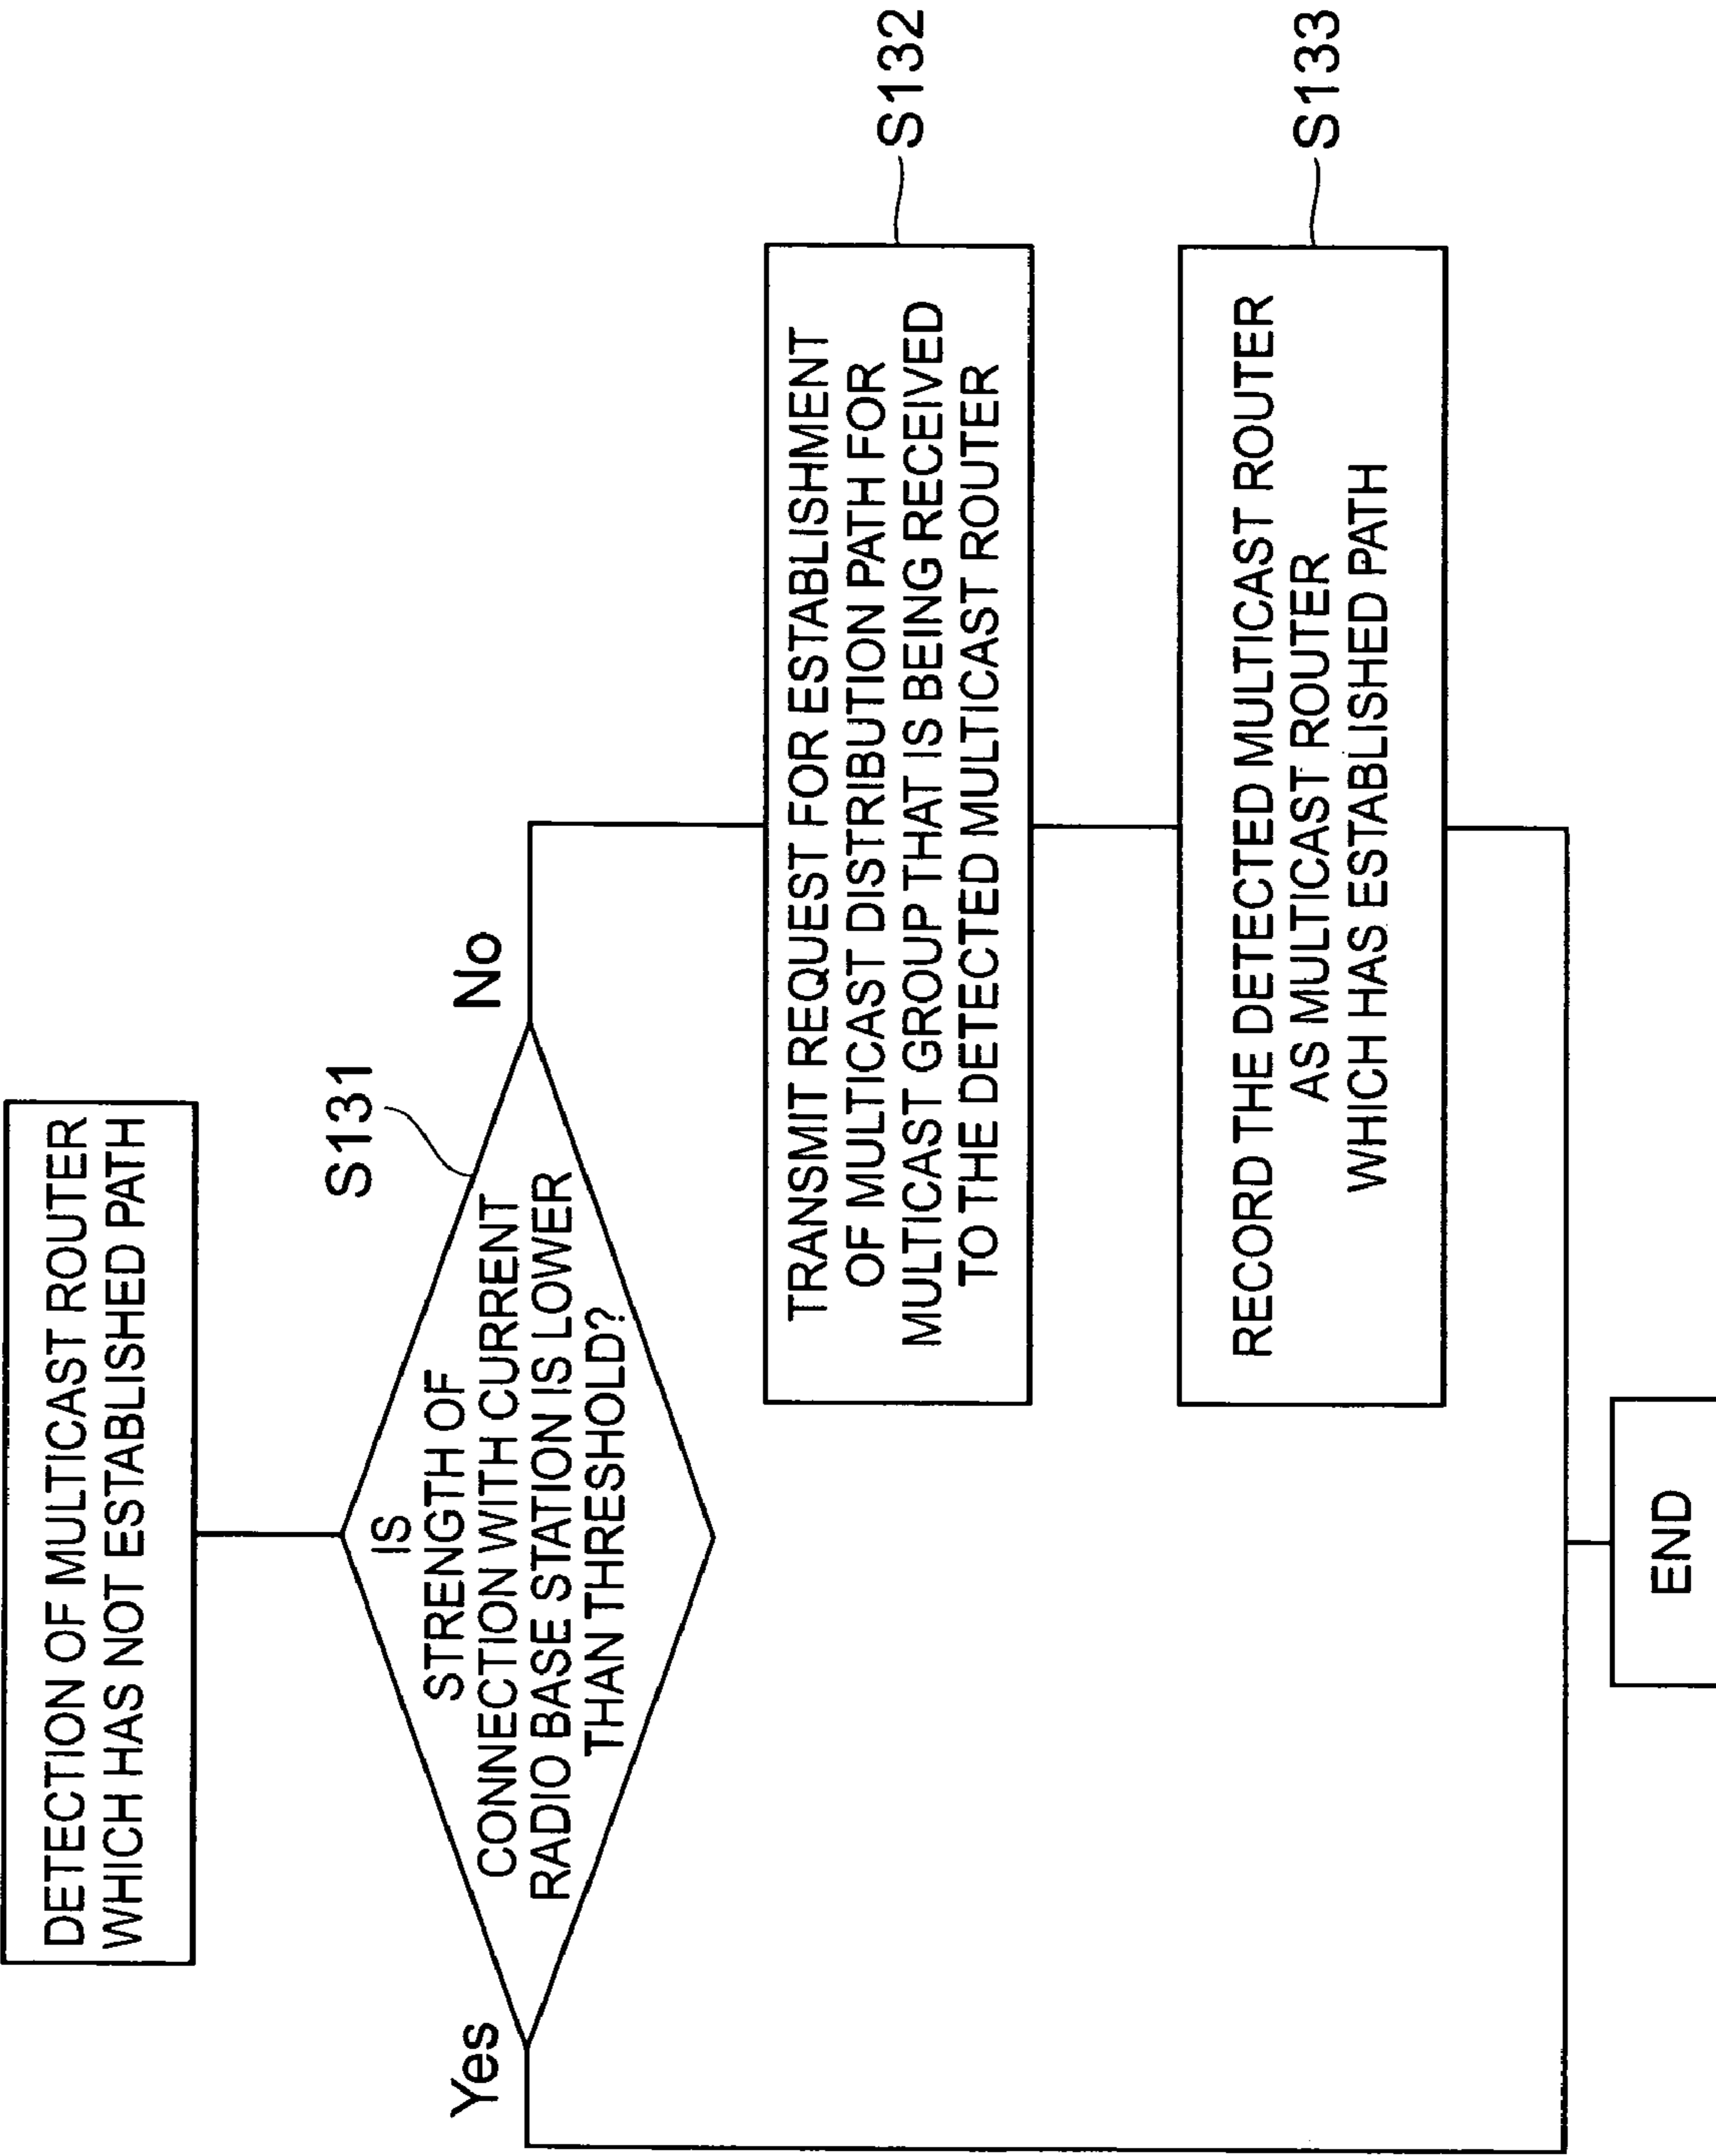 DETECTION OF MULTICAST ROUTER
WHICH HAS NOT ESTABLISHED PATH
S131
IS
STRENGTH OF
CONNECTION WITH CURRENT
RADIO BASE STATION IS LOWER
THAN THRESHOLD?
Yes
No
TRANSMIT REQUEST FOR ESTABLISHMENT
OF MULTICAST DISTRIBUTION PATH FOR
MULTICAST GROUP THAT IS BEING RECEIVED
TO THE DETECTED MULTICAST ROUTER
S132
RECORD THE DETECTED MULTICAST ROUTER
AS MULTICAST ROUTER
WHICH HAS ESTABLISHED PATH
S133
END